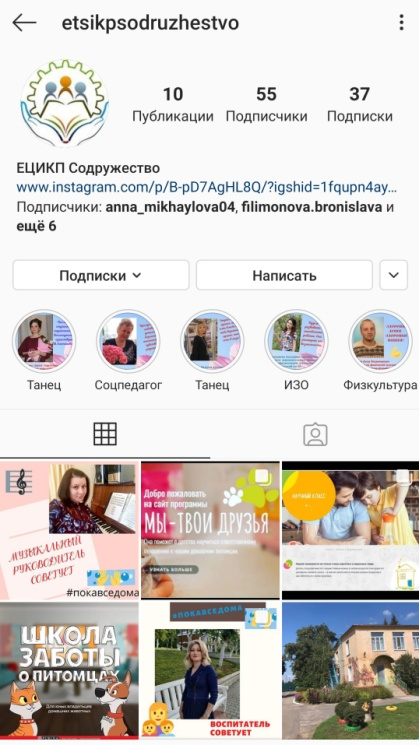 etsikpsodruzhestvo
10
Публикации
55
Подписчики
37
Подписки
ЕЦИКП Содружество
www.instagram.com/p/B-pD7AgHL8Q/?igshid=1fqupn4ay...
Подписчики: anna_mikhaylova04, filimonova.bronislava и
ещё 6
Подписки
Написать
Танец
Соцпедагог
Танец
ИЗО
Физкультура
МУЗЫКАЛЬНЫЙ
РУКОВОДИТЕЛЬ
СОВЕТУЕТ
#покавседома
Добро пожаловать
на сайт программы
МЫ-ТВОИ ДРУЗЬЯ
УЗНАТЬ БОЛЬШЕ
НАУЧНЫЙ КЛАСС
ШКОЛА
ЗАБОТЫ
О ПИТОМЦАХ
#ПОКАВСЕДОМА
ВОСПИТАТЕЛЬ
СОВЕТУЕТ